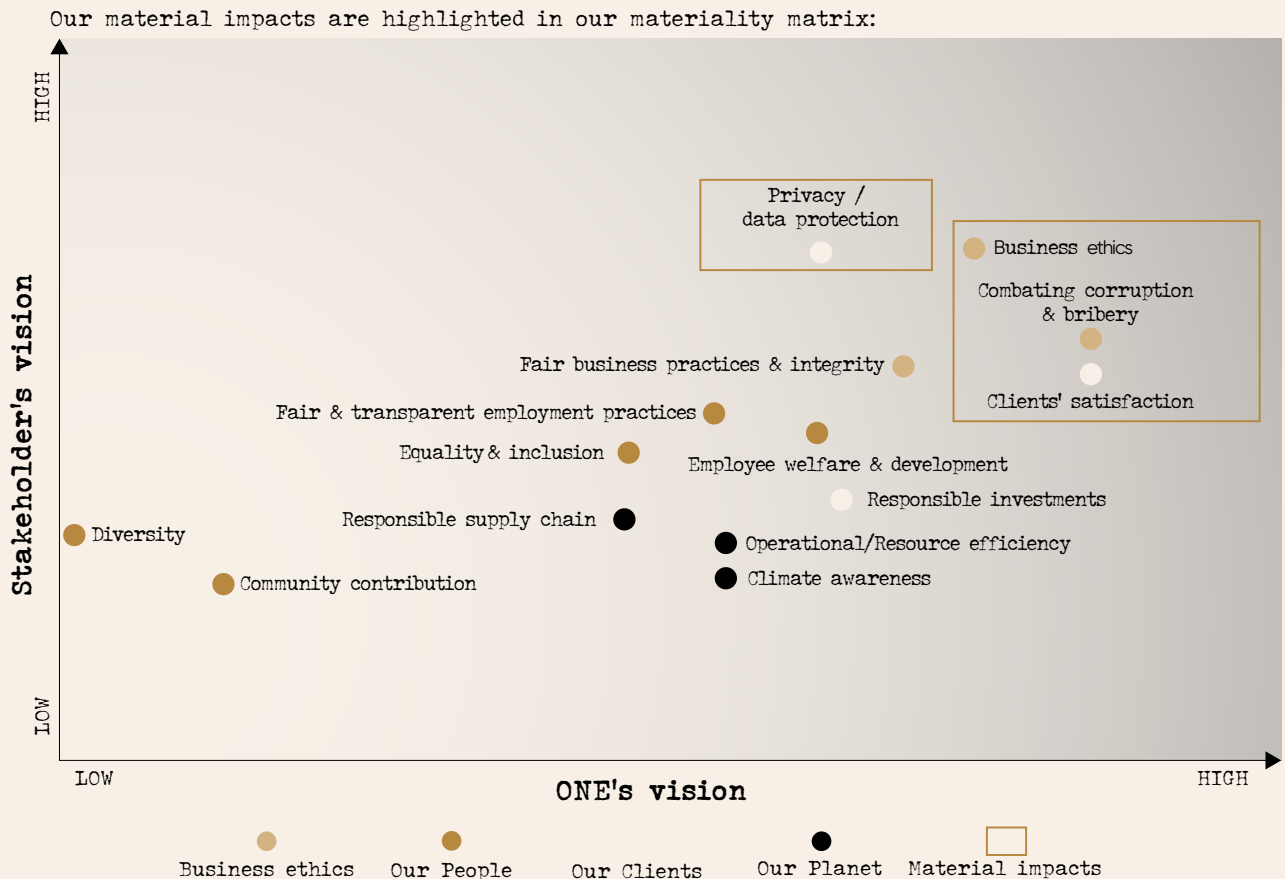 Our material impacts are highlighted in our materiality matrix:
HIGH
Privacy /
data protection
Business ethics
Combating corruption
& bribery
Fair business practices & integrity
Clients' satisfaction
Fair & transparent employment practices
Equality & inclusion
Employee welfare & development
Responsible investments
Responsible supply chain
Diversity
Operational/Resource efficiency
Climate awareness
Community contribution
Stakeholder's vision
LOW
LOW
HIGH
ONE's vision
Business ethics
Our People
Our Clients
Our Planet
Material impacts